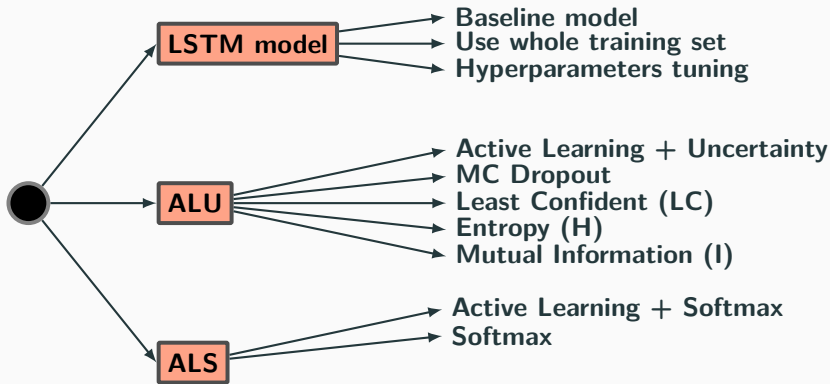 LSTM model
Baseline model
Use whole training set
Hyperparameters tuning
ALU
Active Learning + Uncertainty
MC Dropout
Least Confident (LC)
Entropy (H)
Mutual Information (I)
ALS
Active Learning + Softmax
Softmax